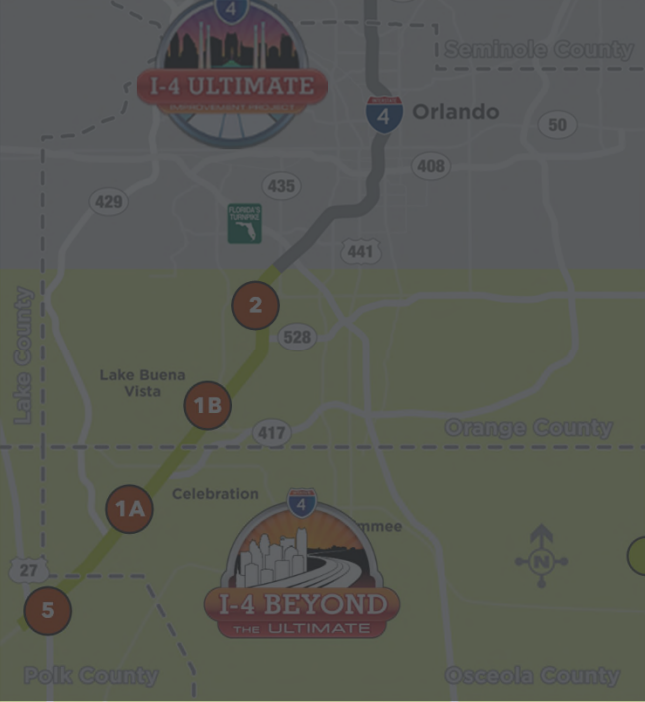 4
I-4 ULTIMATE
IMPROVEMENT PROJECT
Seminole County
4
Orlando
50
408
435
429
FLORIDA'S
TURNPIKE
441
2
528
Lake County
Lake Buena
Vista
1B
417
Orange County
1A
Celebration
4
mmee
27
N
I-4 BEYOND
THE ULTIMATE
5
Polk County
Osceola County